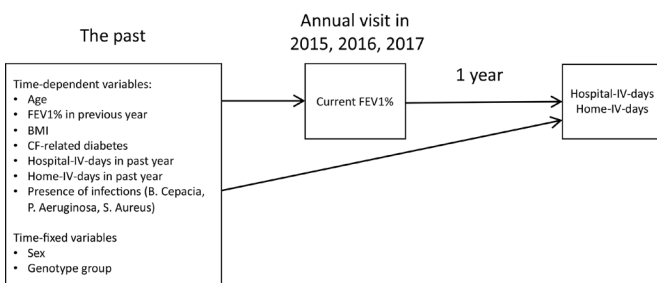 The past
Annual visit in
2015, 2016, 2017
Time-dependent variables:
• Age
• FEV1% in previous year
• BMI
• CF-related diabetes
• Hospital-IV-days in past year
• Home-IV-days in past year
• Presence of infections (B. Cepacia,
P. Aeruginosa, S. Aureus)
Time-fixed variables
• Sex
• Genotype group
Current FEV1%
1 year
Hospital-IV-days
Home-IV-days